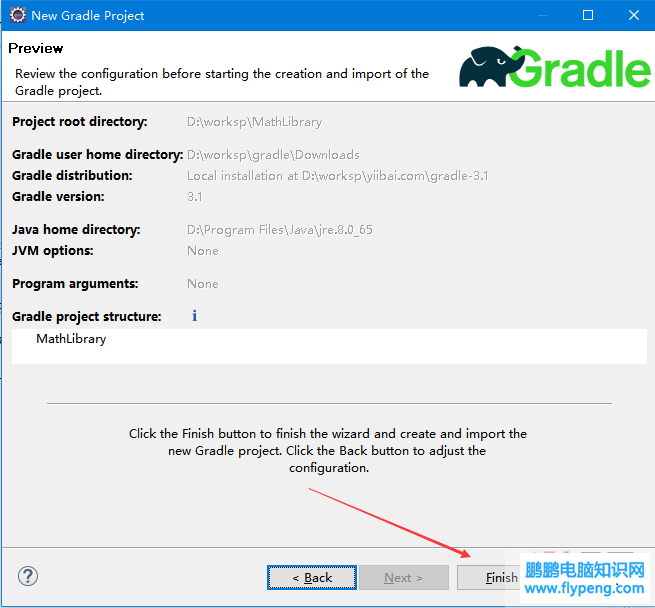 New Gradle Project
Preview
Review the configuration before starting the creation and import of the
Gradle project.
Gradle
Project root directory: D:\worksp\MathLibrary
Gradle user home directory: D:\worksp\gradle\Downloads
Gradle distribution: Local installation at D:\worksp\yiibai.com\gradle-3.1
Gradle version: 3.1
Java home directory: D:\Program Files\Java\jre.8.0_65
JVM options: None
Program arguments: None
Gradle project structure: i
MathLibrary
Click the Finish button to finish the wizard and create and import the
new Gradle project. Click the Back button to adjust the
configuration.
? < Back Next > Finish
鹏鹏电脑知识网
www.flypeng.com